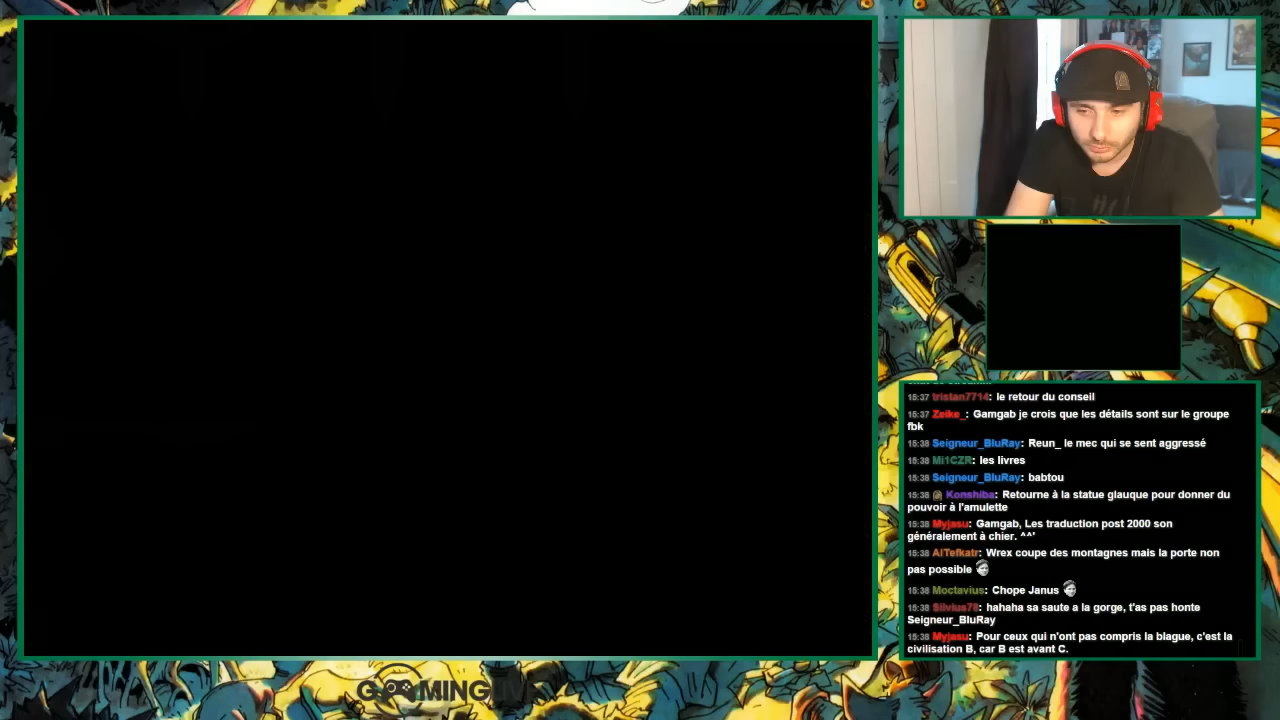 15:37 tristan7714: le retour du conseil
15:37 Zeike_: Gamgab je crois que les détails sont sur le groupe
fbk
15:38 Seigneur_BluRay: Reun_ le mec qui se sent aggressé
15:38 Mi1CZR: les livres
15:38 Seigneur_BluRay: babtou
15:38 Konshiba: Retourne à la statue glauque pour donner du
pouvoir à l'amulette
15:38 Myjasu: Gamgab, Les traduction post 2000 son
généralement à chier. ^^'
15:38 AlTefkatr: Wrex coupe des montagnes mais la porte non
pas possible
15:38 Moctavius: Chope Janus
15:38 Silvius78: hahaha sa saute a la gorge, t'as pas honte
Seigneur_BluRay
15:38 Myjasu: Pour ceux qui n'ont pas compris la blague, c'est la
civilisation B, car B est avant C.
GAMING LIVE